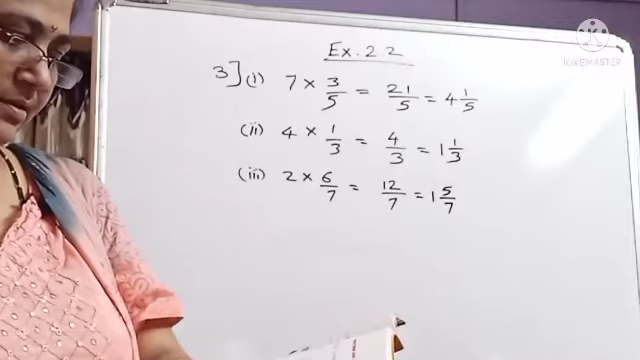 Ex. 2.2
KINEMASTER
3] (i) 7 × 3/5 = 21/5 = 4 1/5
(ii) 4 × 1/3 = 4/3 = 1 1/3
(iii) 2 × 6/7 = 12/7 = 1 5/7